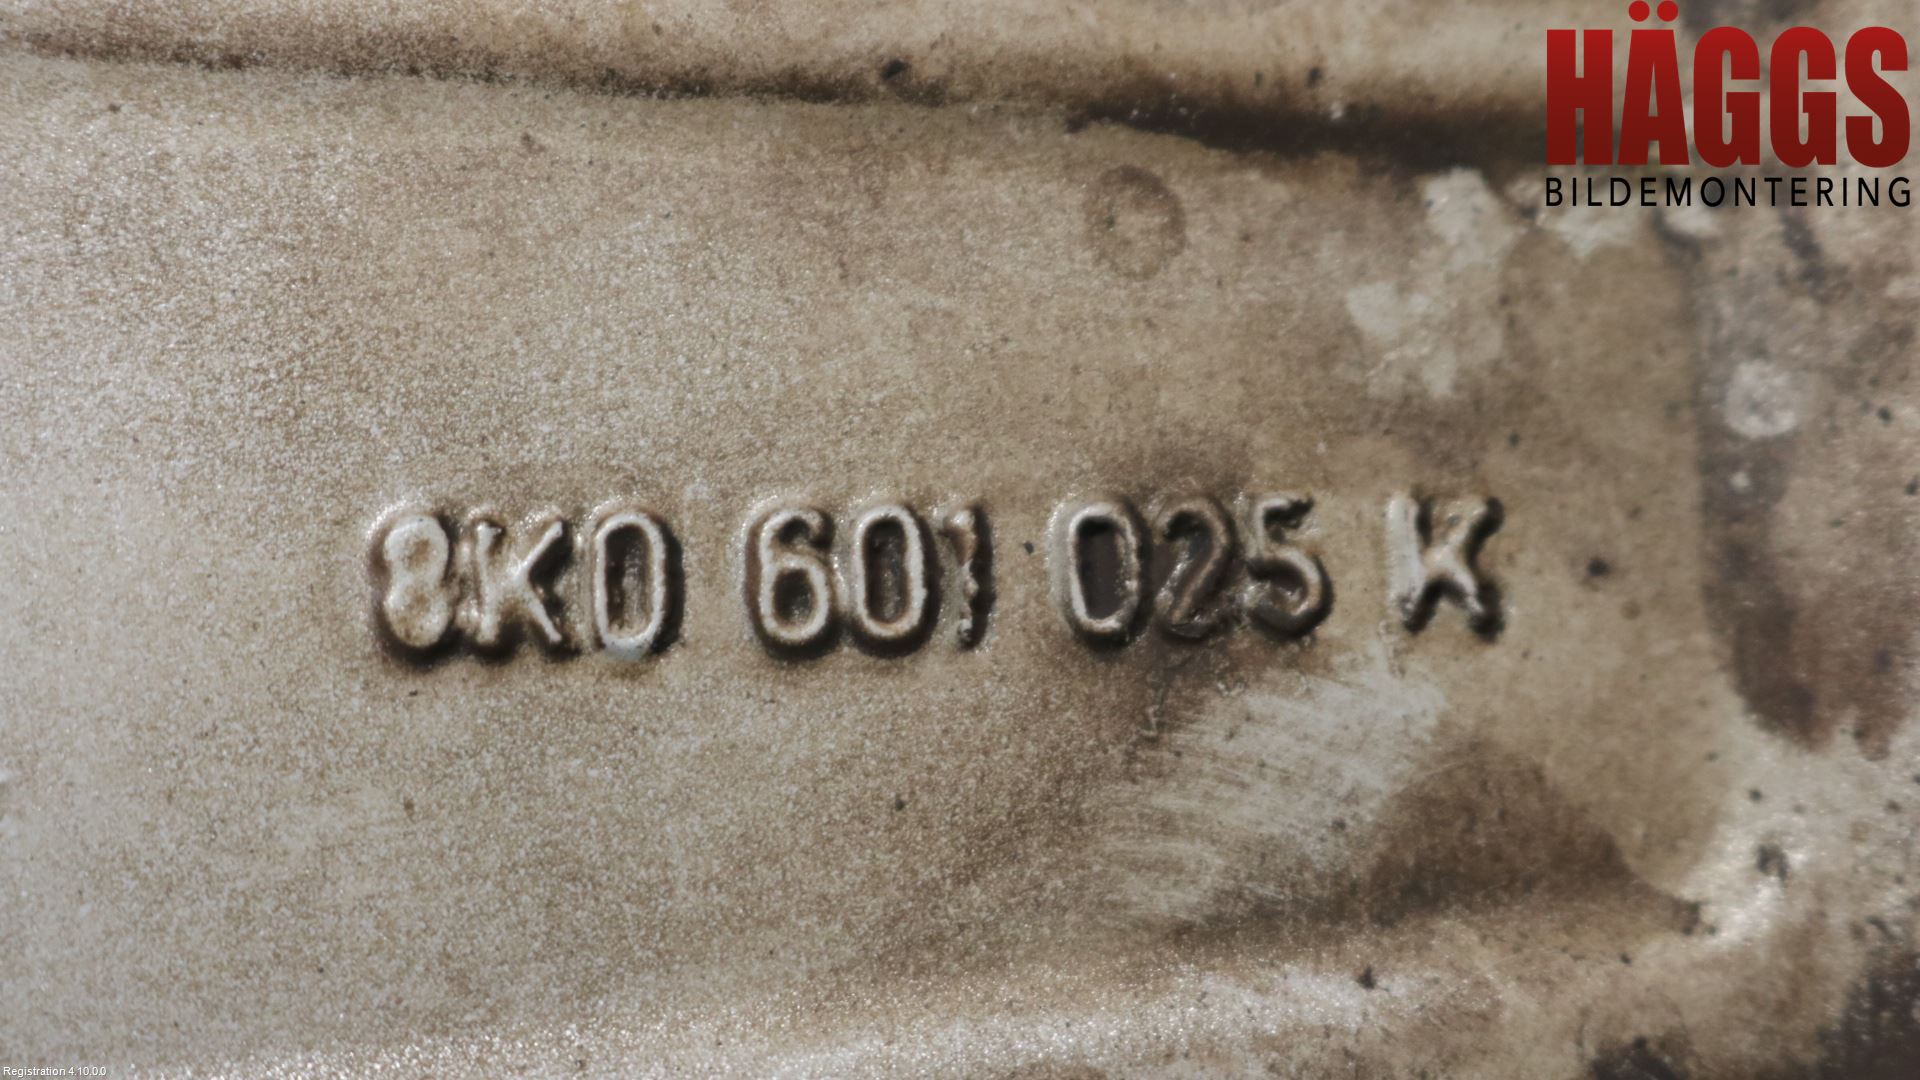 HÄGGS
BILDEMONTERING
8K0 601 025 K
Registration 4.10.0.0